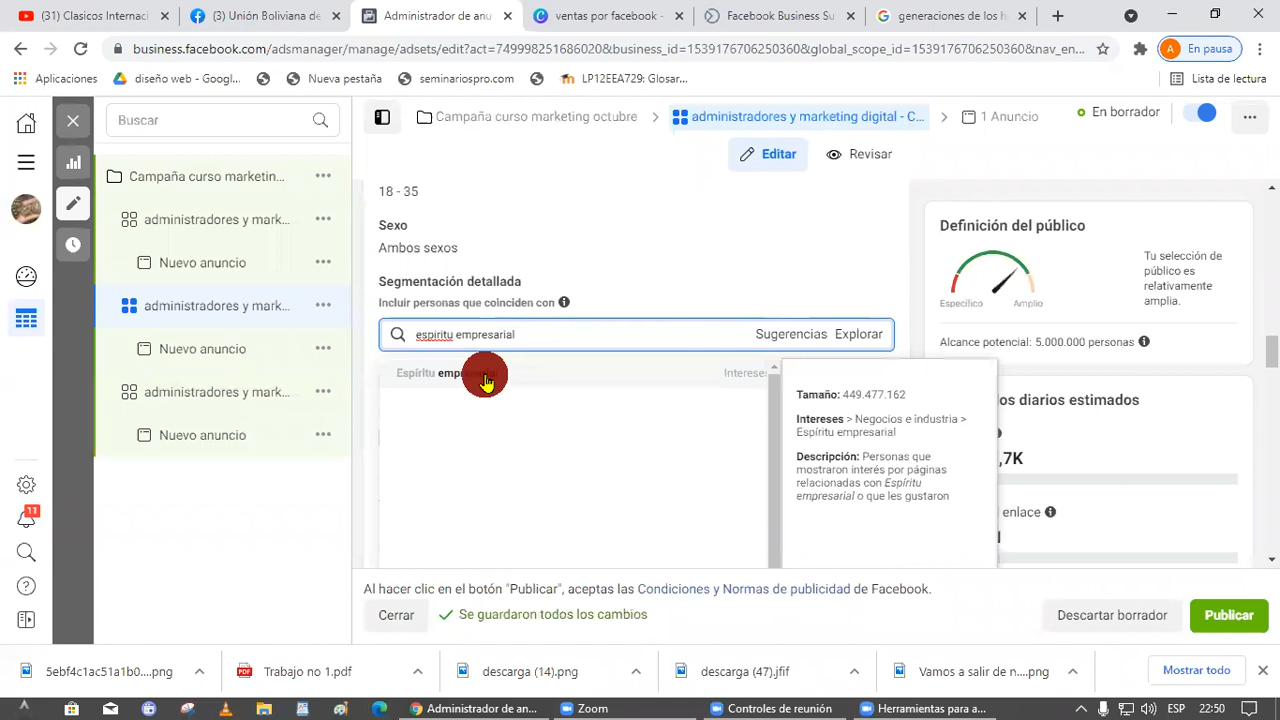 (31) Clasicos Internaci
(3) Unión Boliviana de
Administrador de anu
ventas por facebook -
Facebook Business Su
generaciones de los h
business.facebook.com/adsmanager/manage/adsets/edit?act=749998251686020&business_id=1539176706250360&global_scope_id=1539176706250360&nav_en...
A En pausa
Aplicaciones
diseño web - Googl...
Nueva pestaña
seminariospro.com
LP12EEA729: Glosar...
Lista de lectura
Buscar
Campaña curso marketing octubre
administradores y marketing digital - C...
1 Anuncio
En borrador
Editar
Revisar
Campaña curso marketin...
administradores y mark...
Nuevo anuncio
administradores y mark...
Nuevo anuncio
administradores y mark...
Nuevo anuncio
11
18 - 35
Sexo
Ambos sexos
Segmentación detallada
Incluir personas que coinciden con
espiritu empresarial
Sugerencias
Explorar
Espíritu
Intereses
Tamaño: 449.477.162
Intereses > Negocios e industria >
Espíritu empresarial
Descripción: Personas que
mostraron interés por páginas
relacionadas con Espíritu
empresarial o que les gustaron
Definición del público
Específico
Amplio
Tu selección de
público es
relativamente
amplia.
Alcance potencial: 5.000.000 personas
os diarios estimados
,7K
enlace
Al hacer clic en el botón "Publicar", aceptas las Condiciones y Normas de publicidad de Facebook.
Cerrar
Se guardaron todos los cambios
Descartar borrador
Publicar
5ebf4c1ac51a1b0....png
PDF
Trabajo no 1.pdf
descarga (14).png
descarga (47).jfif
Vamos a salir de n....png
Mostrar todo
Administrador de an...
Zoom
Controles de reunión
Herramientas para a...
ESP
22:50